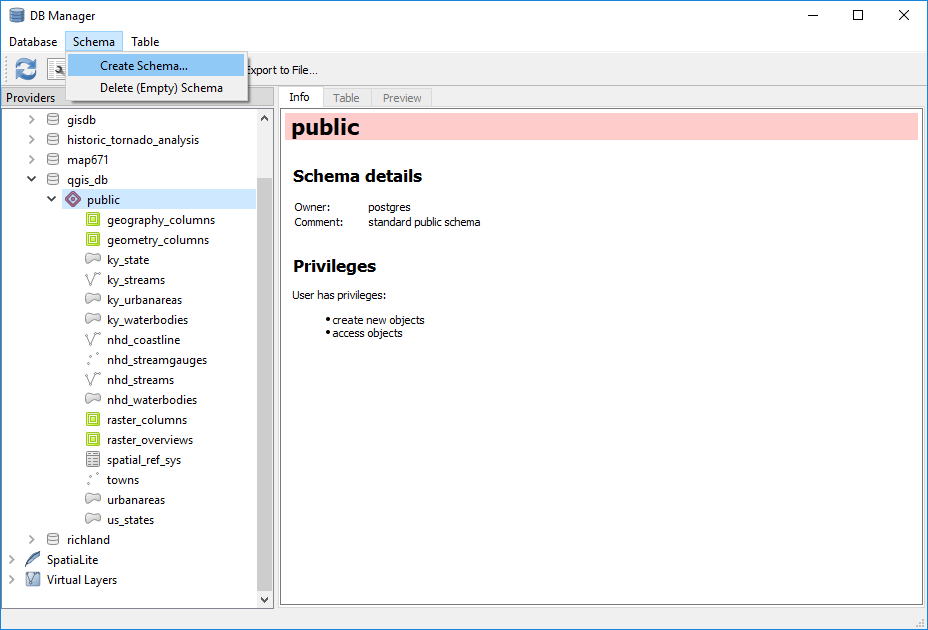 DB Manager
Database Schema Table
Create Schema...
Delete (Empty) Schema
Export to File...
Providers
Info Table Preview
gisdb
historic_tornado_analysis
map671
qgis_db
public
geography_columns
geometry_columns
ky_state
ky_streams
ky_urbanareas
ky_waterbodies
nhd_coastline
nhd_streamgauges
nhd_streams
nhd_waterbodies
raster_columns
raster_overviews
spatial_ref_sys
towns
urbanareas
us_states
richland
SpatiaLite
Virtual Layers
public
Schema details
Owner: postgres
Comment: standard public schema
Privileges
User has privileges:
• create new objects
• access objects